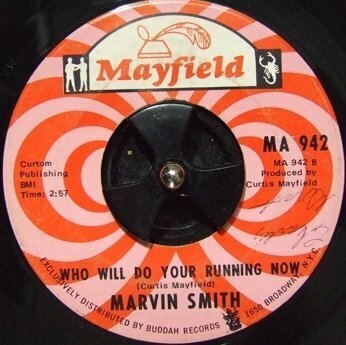 Mayfield
MA 942
MA 942 B
Produced by
Curtis Mayfield
Curtom
Publishing
BMI
Time: 2:57
WHO WILL DO YOUR RUNNING NOW
(Curtis Mayfield)
MARVIN SMITH
EXCLUSIVELY DISTRIBUTED BY BUDDAH RECORDS
1650 BROADWAY, N.Y.C.